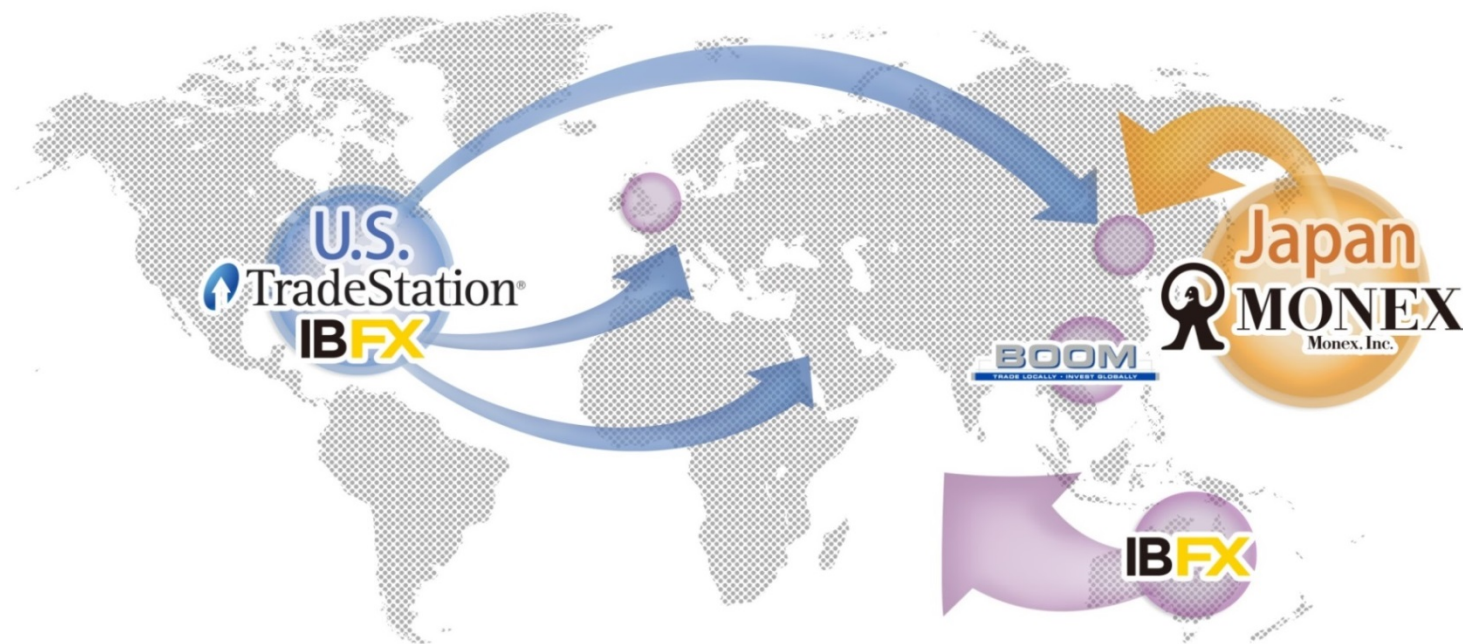 U.S.
TradeStation®
IBFX
Japan
MONEX
Monex, Inc.
BOOM
TRADE LOCALLY • INVEST GLOBALLY
IBFX